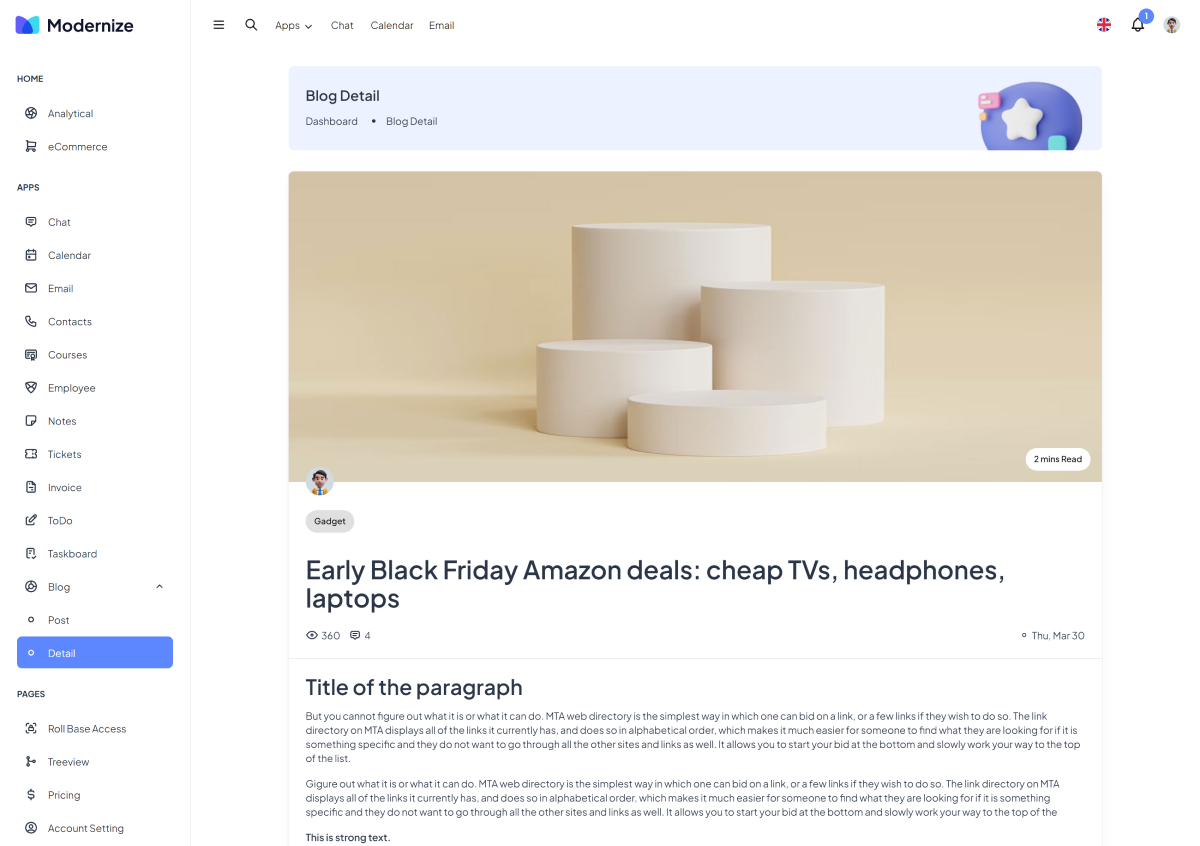 Modernize
Apps
Chat
Calendar
Email
1
HOME
Analytical
eCommerce
APPS
Chat
Calendar
Email
Contacts
Courses
Employee
Notes
Tickets
Invoice
ToDo
Taskboard
Blog
Post
Detail
PAGES
Roll Base Access
Treeview
Pricing
Account Setting
Blog Detail
Dashboard • Blog Detail
2 mins Read
Gadget
Early Black Friday Amazon deals: cheap TVs, headphones,
laptops
360 4
Thu, Mar 30
Title of the paragraph
But you cannot figure out what it is or what it can do. MTA web directory is the simplest way in which one can bid on a link, or a few links if they wish to do so. The link
directory on MTA displays all of the links it currently has, and does so in alphabetical order, which makes it much easier for someone to find what they are looking for if it is
something specific and they do not want to go through all the other sites and links as well. It allows you to start your bid at the bottom and slowly work your way to the top
of the list.
Gigure out what it is or what it can do. MTA web directory is the simplest way in which one can bid on a link, or a few links if they wish to do so. The link directory on MTA
displays all of the links it currently has, and does so in alphabetical order, which makes it much easier for someone to find what they are looking for if it is something
specific and they do not want to go through all the other sites and links as well. It allows you to start your bid at the bottom and slowly work your way to the top of the
This is strong text.